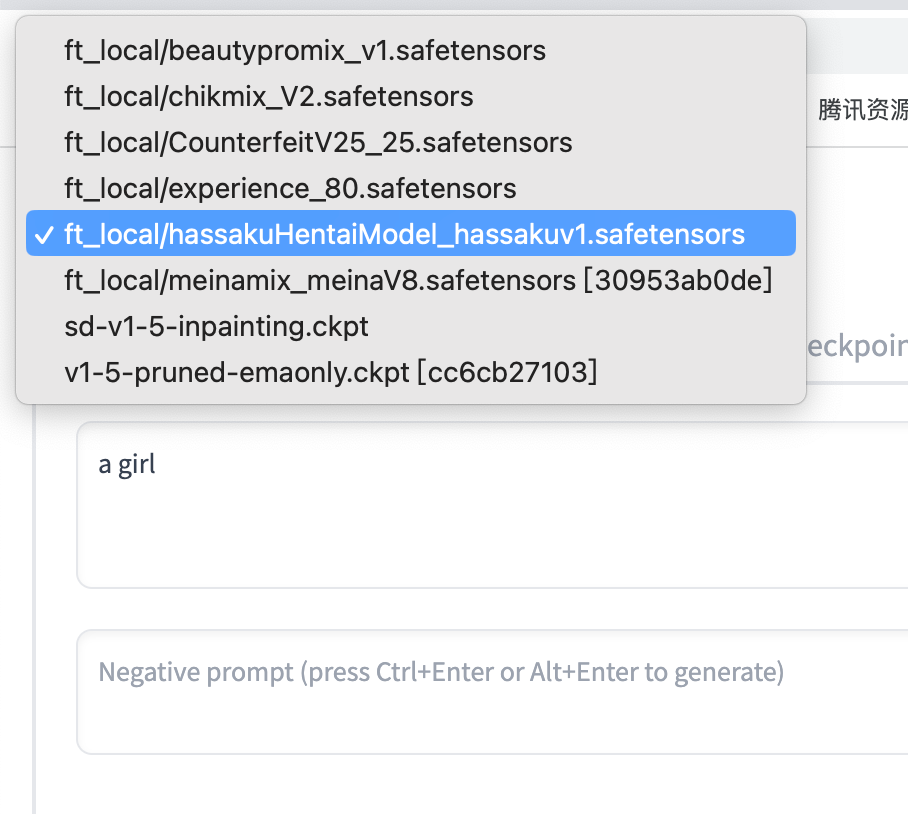 ft_local/beautypromix_v1.safetensors
ft_local/chikmix_V2.safetensors
腾讯资源
ft_local/CounterfeitV25_25.safetensors
ft_local/experience_80.safetensors
✓ ft_local/hassakuHentaiModel_hassakuv1.safetensors
ft_local/meinamix_meinaV8.safetensors [30953ab0de]
sd-v1-5-inpainting.ckpt
eckpoin
v1-5-pruned-emaonly.ckpt [cc6cb27103]
a girl
Negative prompt (press Ctrl+Enter or Alt+Enter to generate)